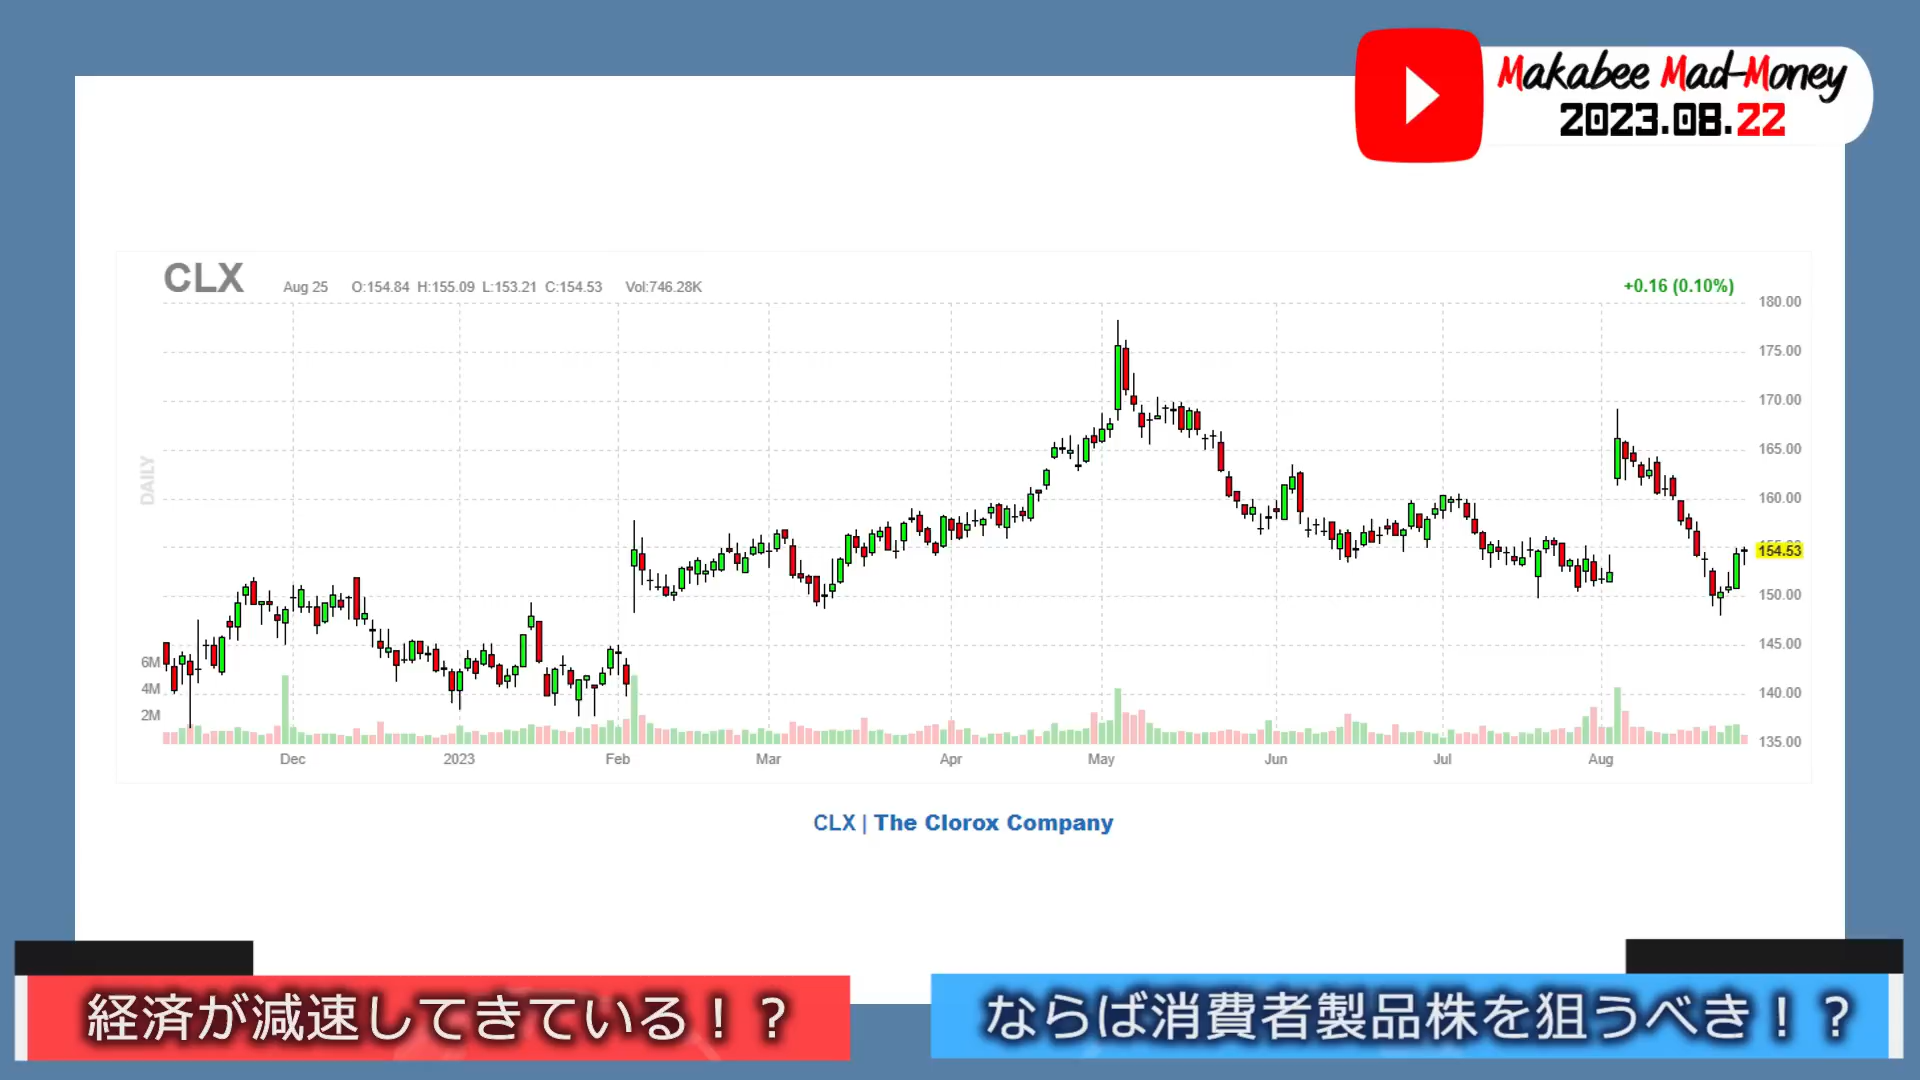 Makabee Mad-Money
2023.08.22
CLX Aug 25 O:154.84 H:155.09 L:153.21 C:154.53 Vol:746.28K +0.16 (0.10%)
180.00
175.00
170.00
165.00
160.00
154.53
150.00
145.00
140.00
135.00
DAILY
6M
4M
2M
Dec 2023 Feb Mar Apr May Jun Jul Aug
CLX | The Clorox Company
経済が減速してきている！？
ならば消費者製品株を狙うべき！？